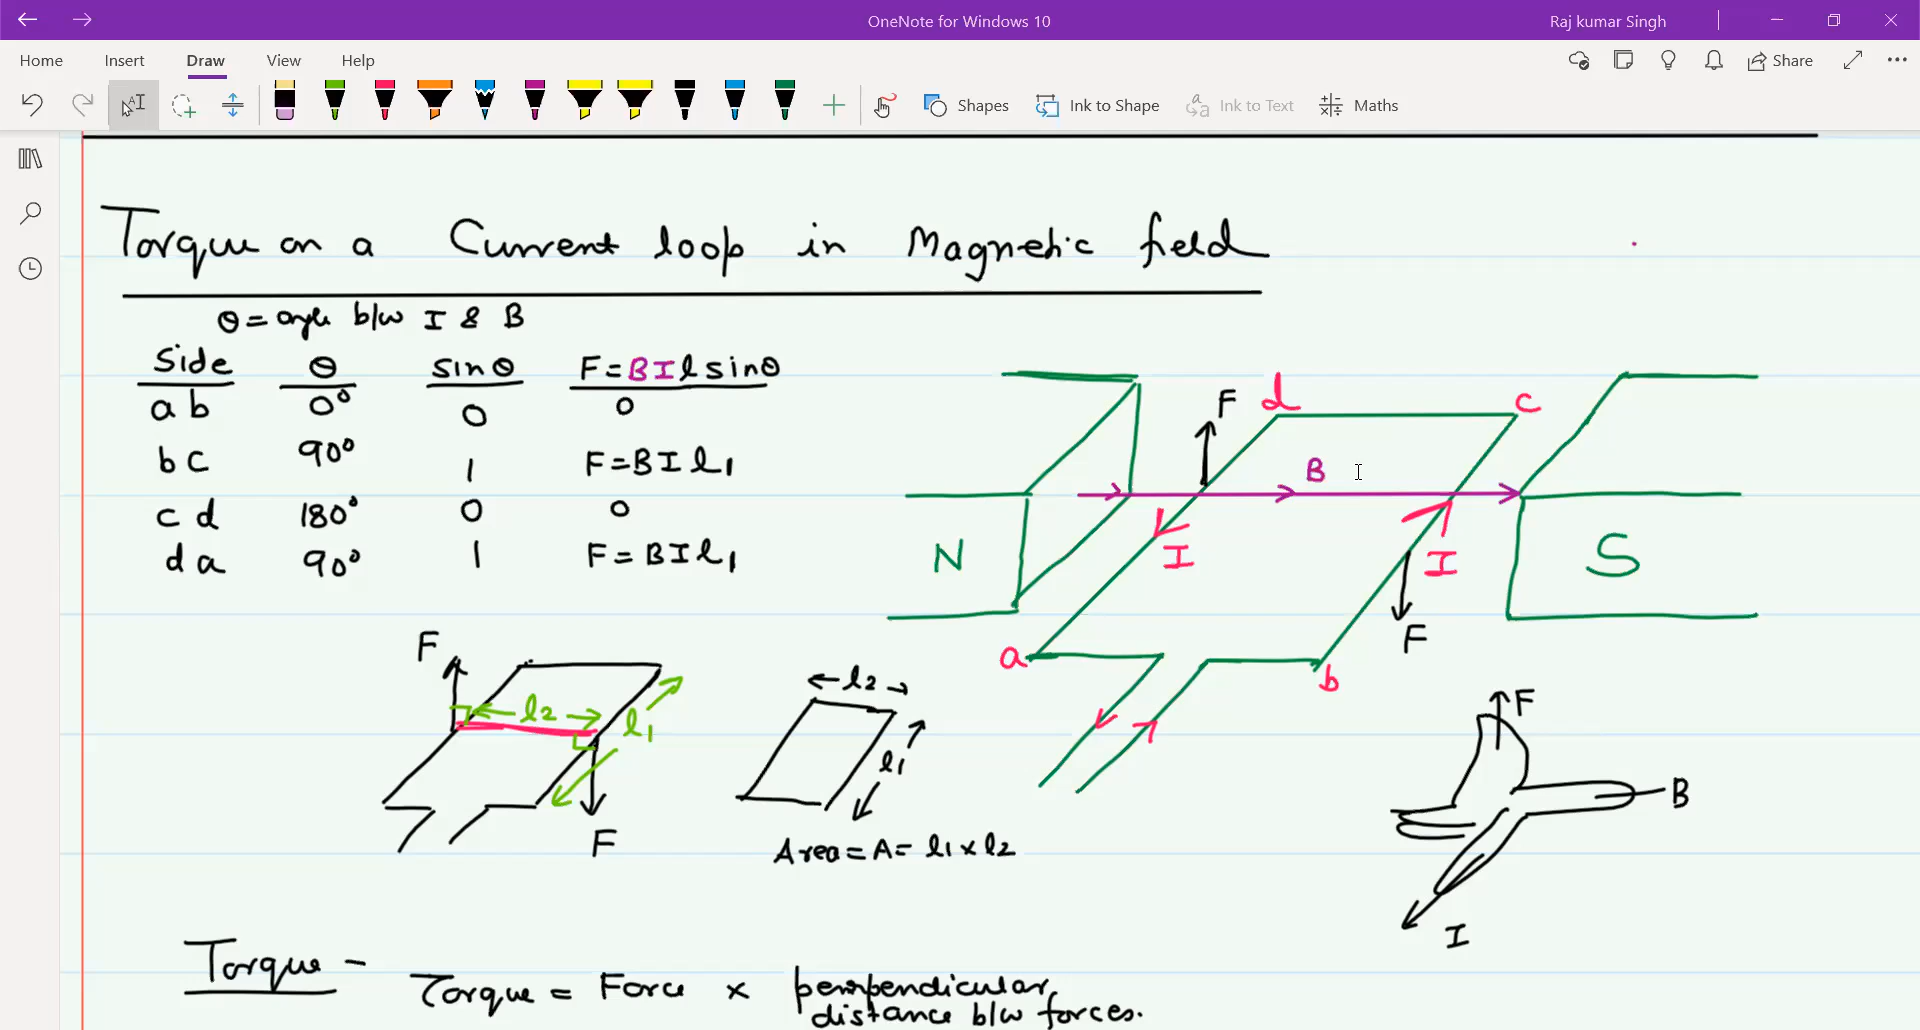 OneNote for Windows 10
Raj kumar Singh
Home Insert Draw View Help
Share
Shapes Ink to Shape Ink to Text Maths
Torque on a Current loop in Magnetic field
θ = angle b/w I & B
Side θ sinθ F=BIlsinθ
ab 0° 0 0
bc 90° 1 F=BIl₁
cd 180° 0 0
da 90° 1 F=BIl₁
F d c
B
N I I S
F
a b
F
l₂ l₁
F
l₂
l₁
Area=A= l₁×l₂
F
B
I
Torque -
Torque = Force × perpendicular
distance b/w forces.